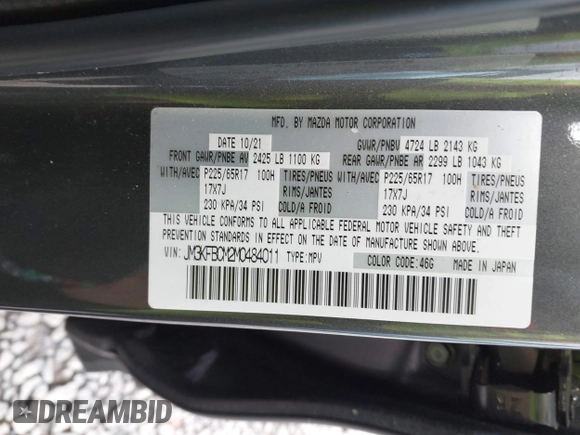 MFD. BY MAZDA MOTOR CORPORATION
DATE 10/21 GVWR/PNBV 4724 LB 2143 KG
FRONT GAWR/PNBE AV 2425 LB 1100 KG REAR GAWR/PNBE AR 2299 LB 1043 KG
WITH/AVEC P225/65R17 100H TIRES/PNEUS WITH/AVEC P225/65R17 100H TIRES/PNEUS
17X7J RIMS/JANTES 17X7J RIMS/JANTES
230 KPA/34 PSI COLD/A FROID 230 KPA/34 PSI COLD/A FROID
THIS VEHICLE CONFORMS TO ALL APPLICABLE FEDERAL MOTOR VEHICLE SAFETY AND THEFT
PREVENTION STANDARDS IN EFFECT ON THE DATE OF MANUFACTURE SHOWN ABOVE.
VIN: JM3KFBCM2M0484011 TYPE:MPV COLOR CODE:46G MADE IN JAPAN
DREAMBID